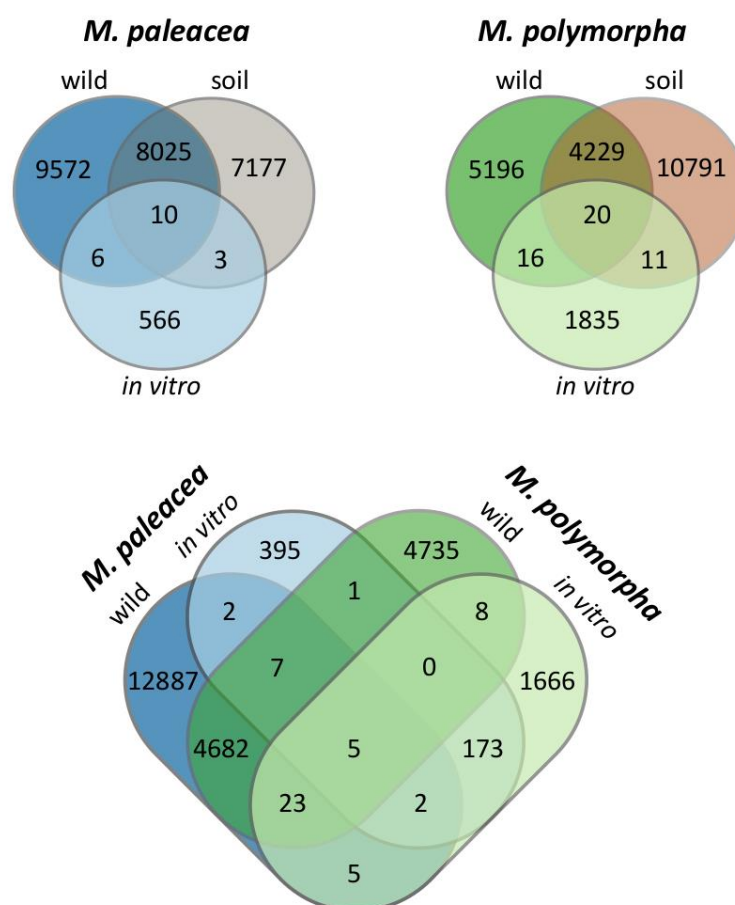 M. paleacea M. polymorpha
wild soil wild soil
9572 8025 7177 5196 4229 10791
10 20
6 3 16 11
566 1835
in vitro in vitro
M. paleacea M. polymorpha
wild in vitro wild in vitro
395 4735
2 1 8
12887 7 0 1666
4682 5 173
23 2
5